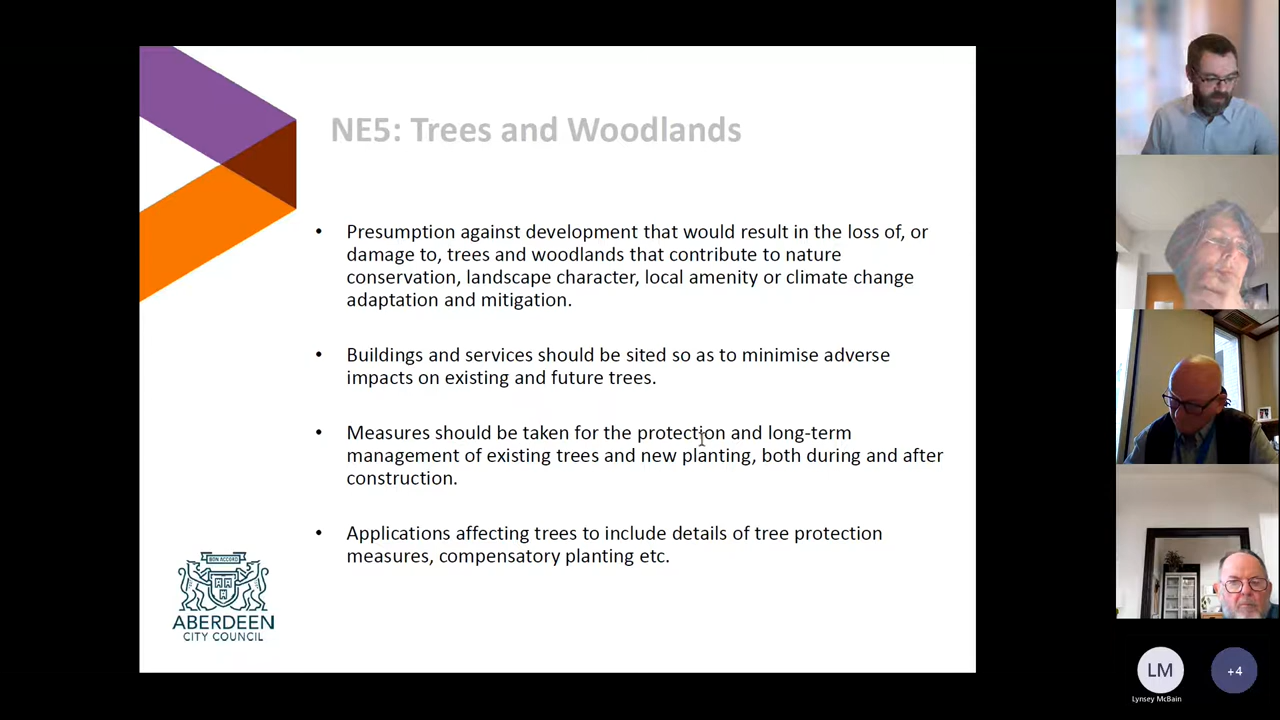 NE5: Trees and Woodlands
• Presumption against development that would result in the loss of, or
damage to, trees and woodlands that contribute to nature
conservation, landscape character, local amenity or climate change
adaptation and mitigation.
• Buildings and services should be sited so as to minimise adverse
impacts on existing and future trees.
• Measures should be taken for the protection and long-term
management of existing trees and new planting, both during and after
construction.
• Applications affecting trees to include details of tree protection
measures, compensatory planting etc.
BON ACCORD
ABERDEEN
CITY COUNCIL
LM
+4
Lynsey McBain